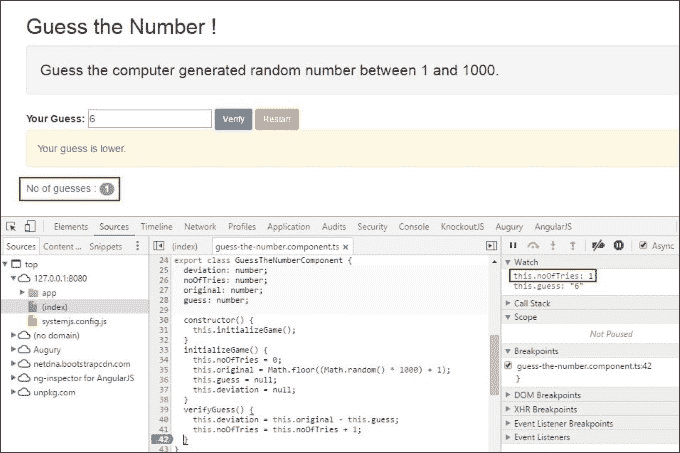 Guess the Number !
Guess the computer generated random number between 1 and 1000.
Your Guess: 6 Verify Restart
Your guess is lower.
No of guesses : 1
Elements Sources Timeline Network Profiles Application Audits Security Console KnockoutJS Augury AngularJS
Sources Content ... Snippets
top
127.0.0.1:8080
app
(index)
systemjs.config.js
(no domain)
Augury
netdna.bootstrapcdn.com
ng-inspector for AngularJS
unpkg.com
(index) guess-the-number.component.ts ×
24 export class GuessTheNumberComponent {
25 deviation: number;
26 noOfTries: number;
27 original: number;
28 guess: number;
29
30 constructor() {
31 this.initializeGame();
32 }
33 initializeGame() {
34 this.noOfTries = 0;
35 this.original = Math.floor((Math.random() * 1000) + 1);
36 this.guess = null;
37 this.deviation = null;
38 }
39 verifyGuess() {
40 this.deviation = this.original - this.guess;
41 this.noOfTries = this.noOfTries + 1;
42 }
43 }
Async
Watch
this.noOfTries: 1
this.guess: "6"
Call Stack
Scope
Not Paused
Breakpoints
guess-the-number.component.ts:42
}
DOM Breakpoints
XHR Breakpoints
Event Listener Breakpoints
Event Listeners